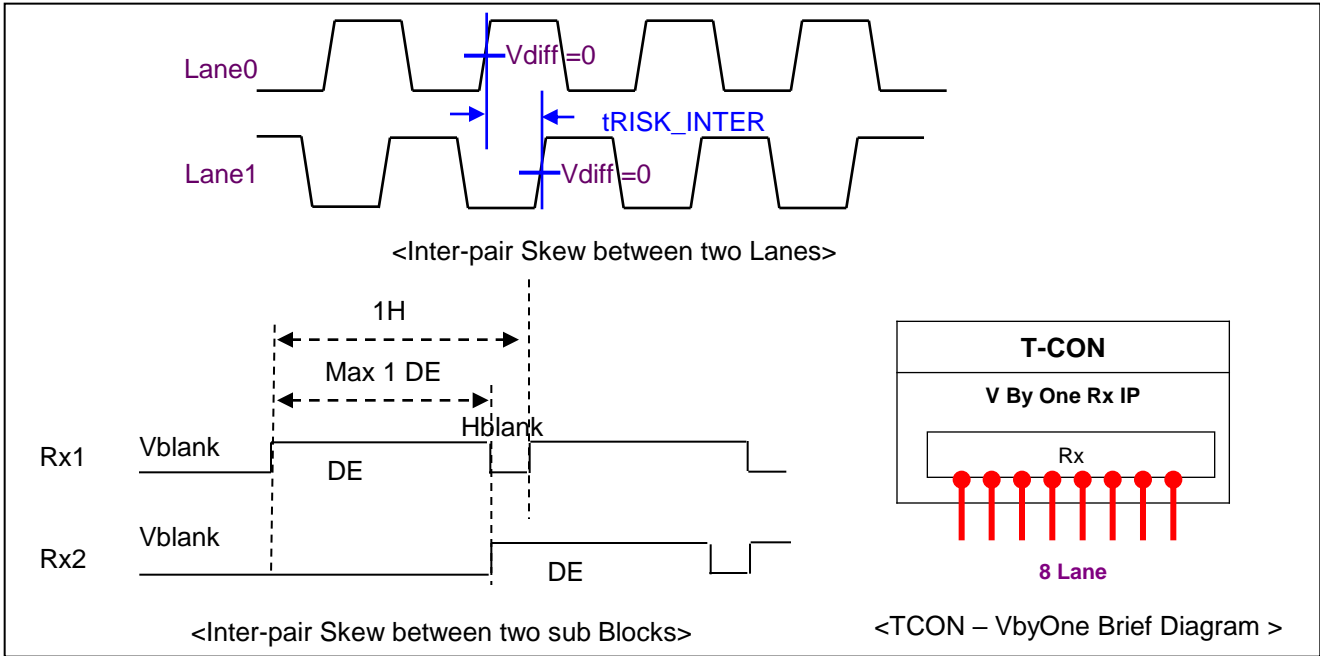 Lane0
Vdiff =0
tRISK_INTER
Lane1
Vdiff =0
<Inter-pair Skew between two Lanes>
1H
Max 1 DE
Hblank
Rx1
Vblank
DE
Rx2
Vblank
DE
<Inter-pair Skew between two sub Blocks>
T-CON
V By One Rx IP
Rx
8 Lane
<TCON – VbyOne Brief Diagram >